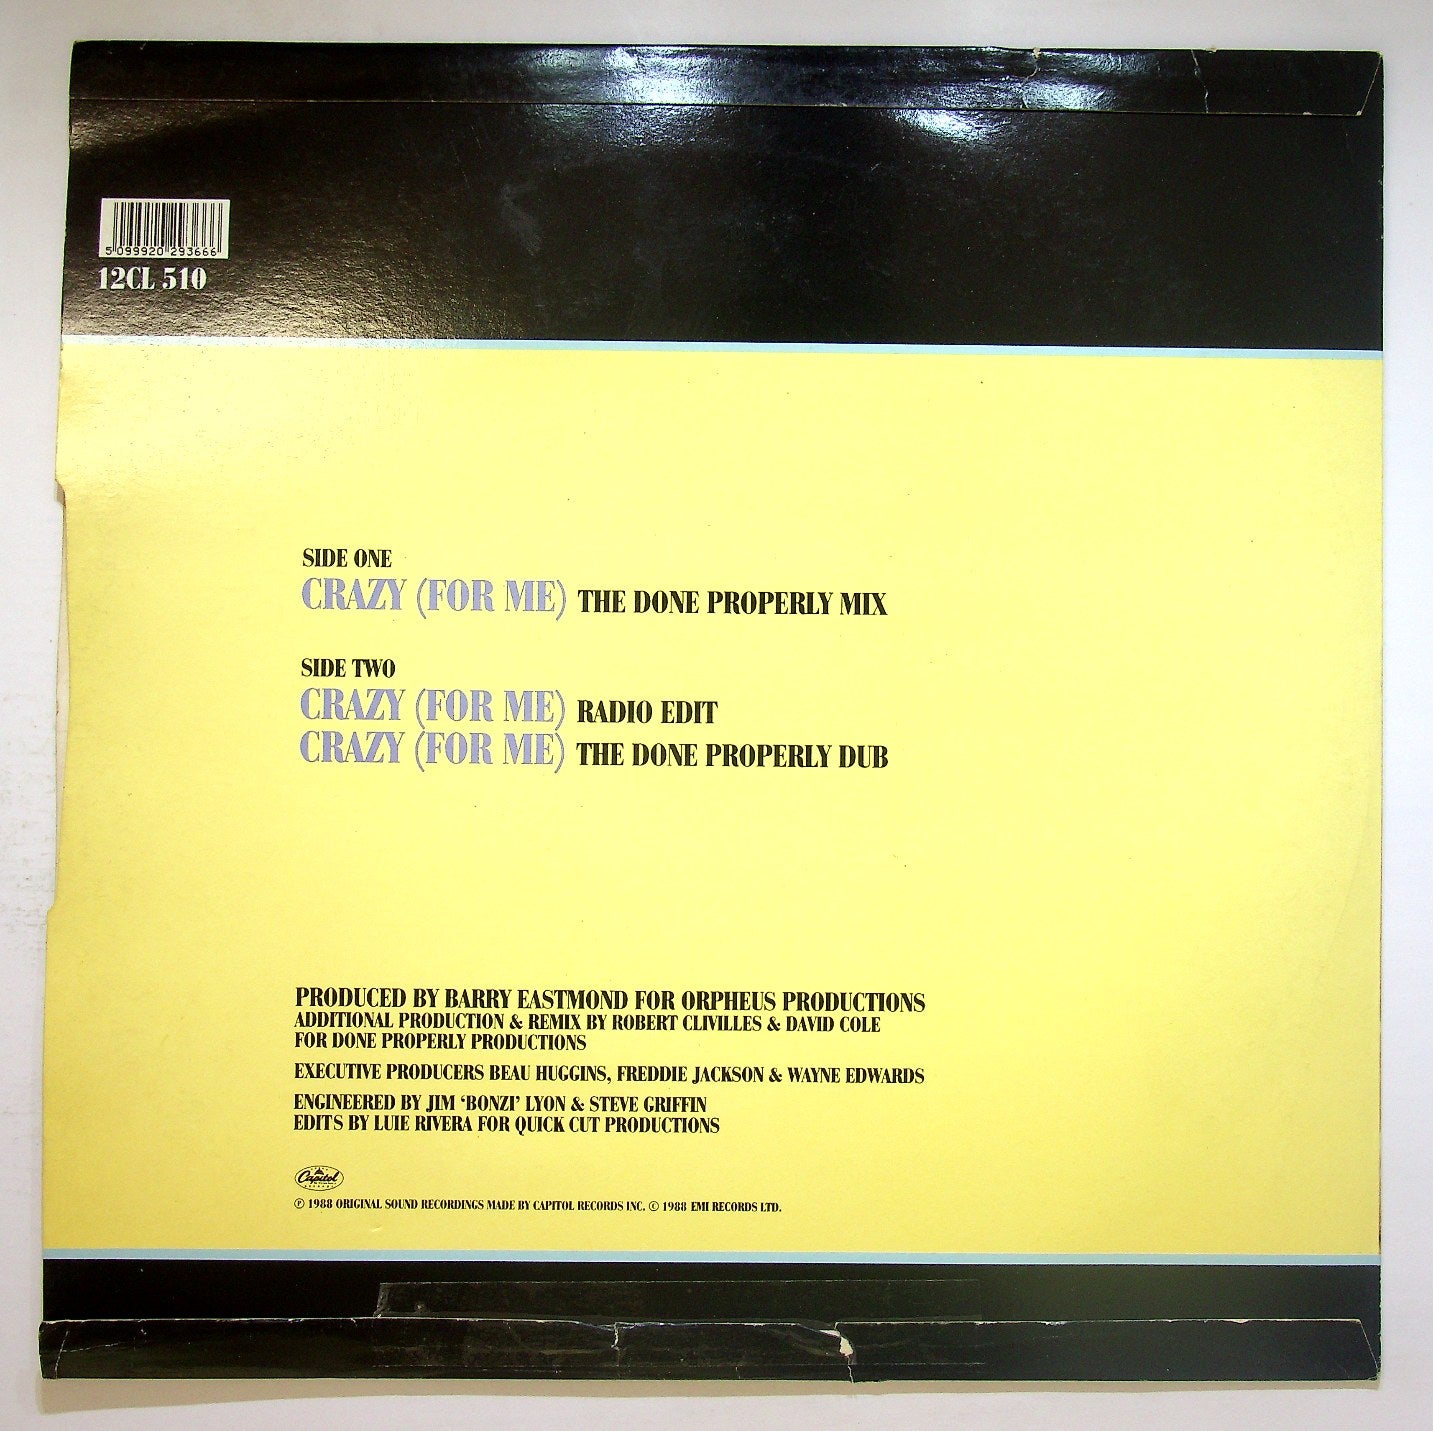 5 099920 293666
12CL 510
SIDE ONE
CRAZY (FOR ME) THE DONE PROPERLY MIX
SIDE TWO
CRAZY (FOR ME) RADIO EDIT
CRAZY (FOR ME) THE DONE PROPERLY DUB
PRODUCED BY BARRY EASTMOND FOR ORPHEUS PRODUCTIONS
ADDITIONAL PRODUCTION & REMIX BY ROBERT CLIVILLES & DAVID COLE
FOR DONE PROPERLY PRODUCTIONS
EXECUTIVE PRODUCERS BEAU HUGGINS, FREDDIE JACKSON & WAYNE EDWARDS
ENGINEERED BY JIM ‘BONZI’ LYON & STEVE GRIFFIN
EDITS BY LUIE RIVERA FOR QUICK CUT PRODUCTIONS
Capitol
℗ 1988 ORIGINAL SOUND RECORDINGS MADE BY CAPITOL RECORDS INC. © 1988 EMI RECORDS LTD.